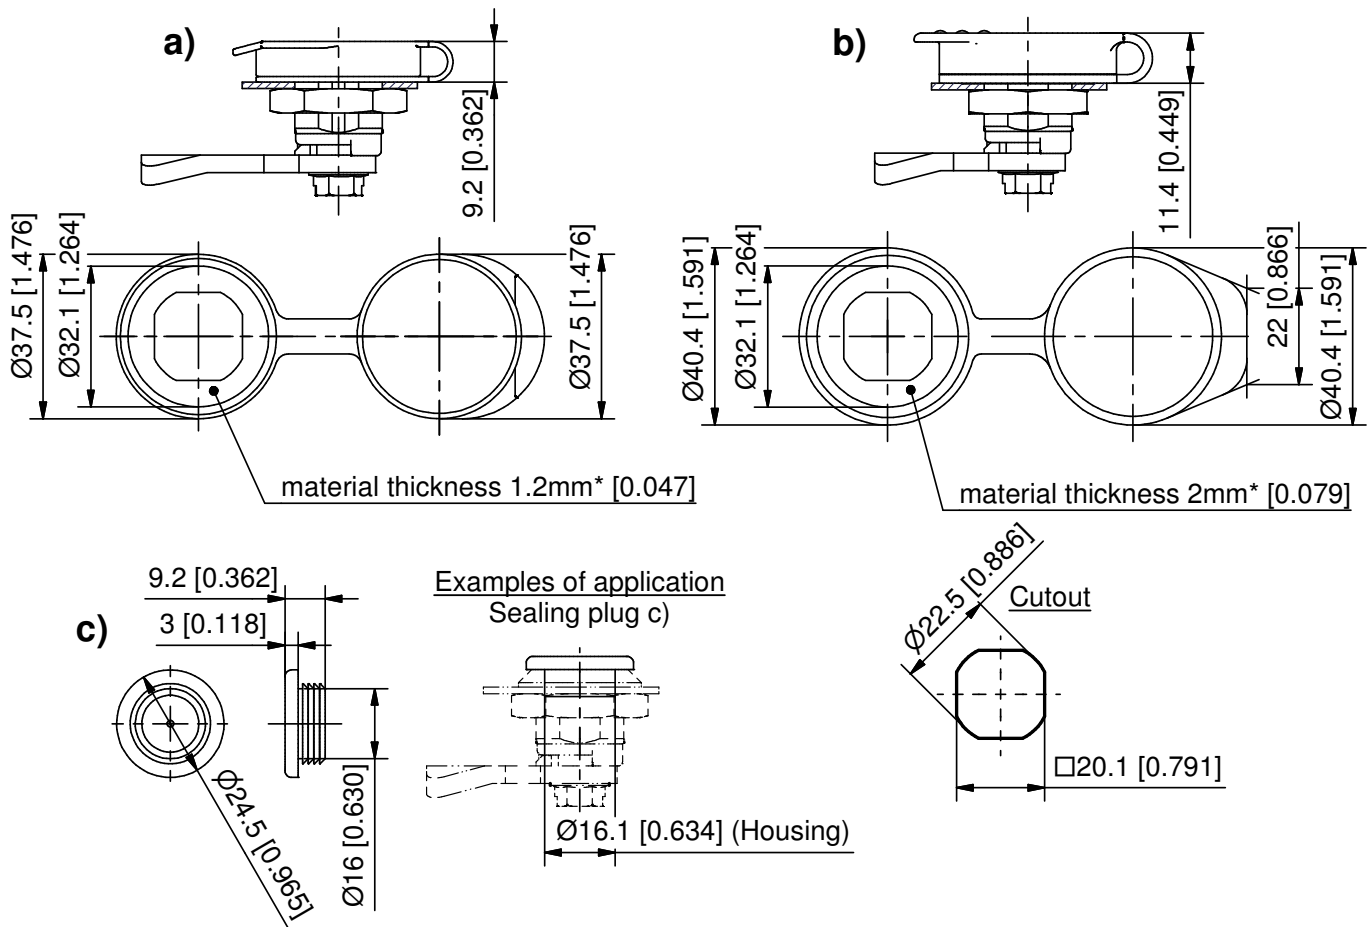 a)
9.2 [0.362]
b)
11.4 [0.449]
Ø37.5 [1.476]
Ø32.1 [1.264]
Ø37.5 [1.476]
material thickness 1.2mm* [0.047]
Ø40.4 [1.591]
Ø32.1 [1.264]
22 [0.866]
Ø40.4 [1.591]
material thickness 2mm* [0.079]
c)
9.2 [0.362]
3 [0.118]
Ø24.5 [0.965]
Ø16 [0.630]
Examples of application
Sealing plug c)
Ø16.1 [0.634] (Housing)
Cutout
Ø22.5 [0.886]
□20.1 [0.791]